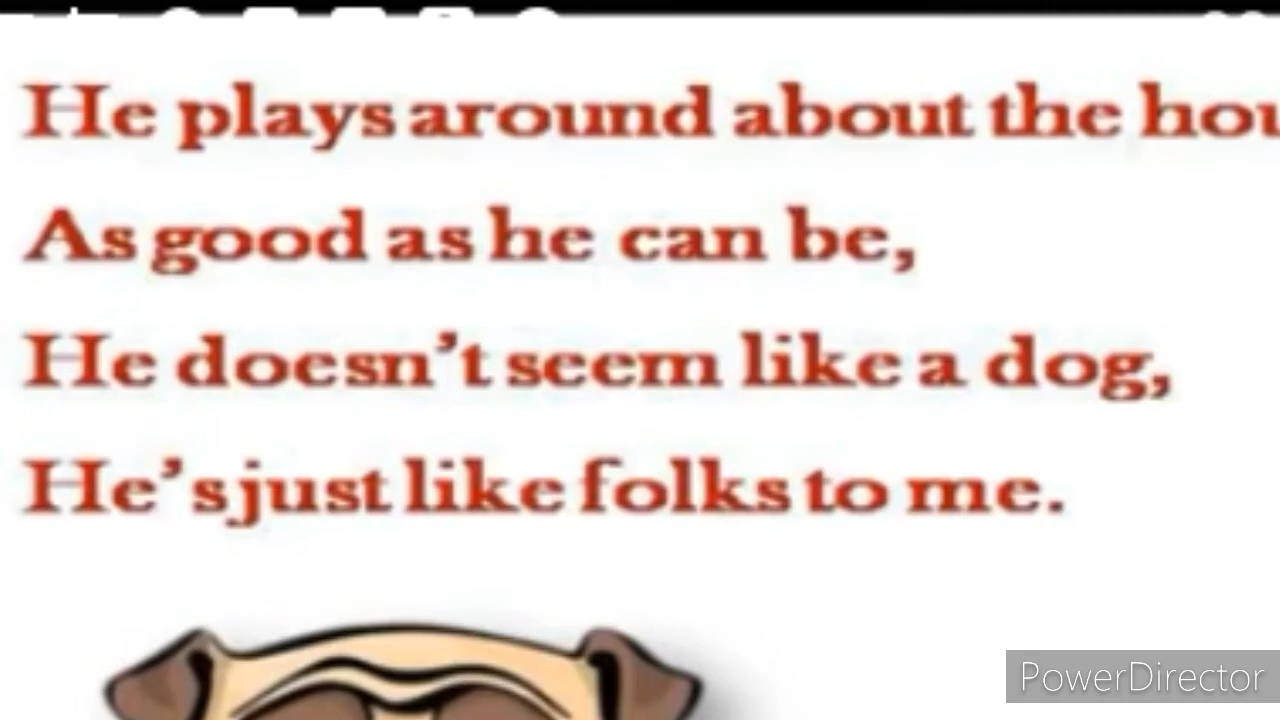 He plays around about the hou
As good as he can be,
He doesn't seem like a dog,
He's just like folks to me.
PowerDirector